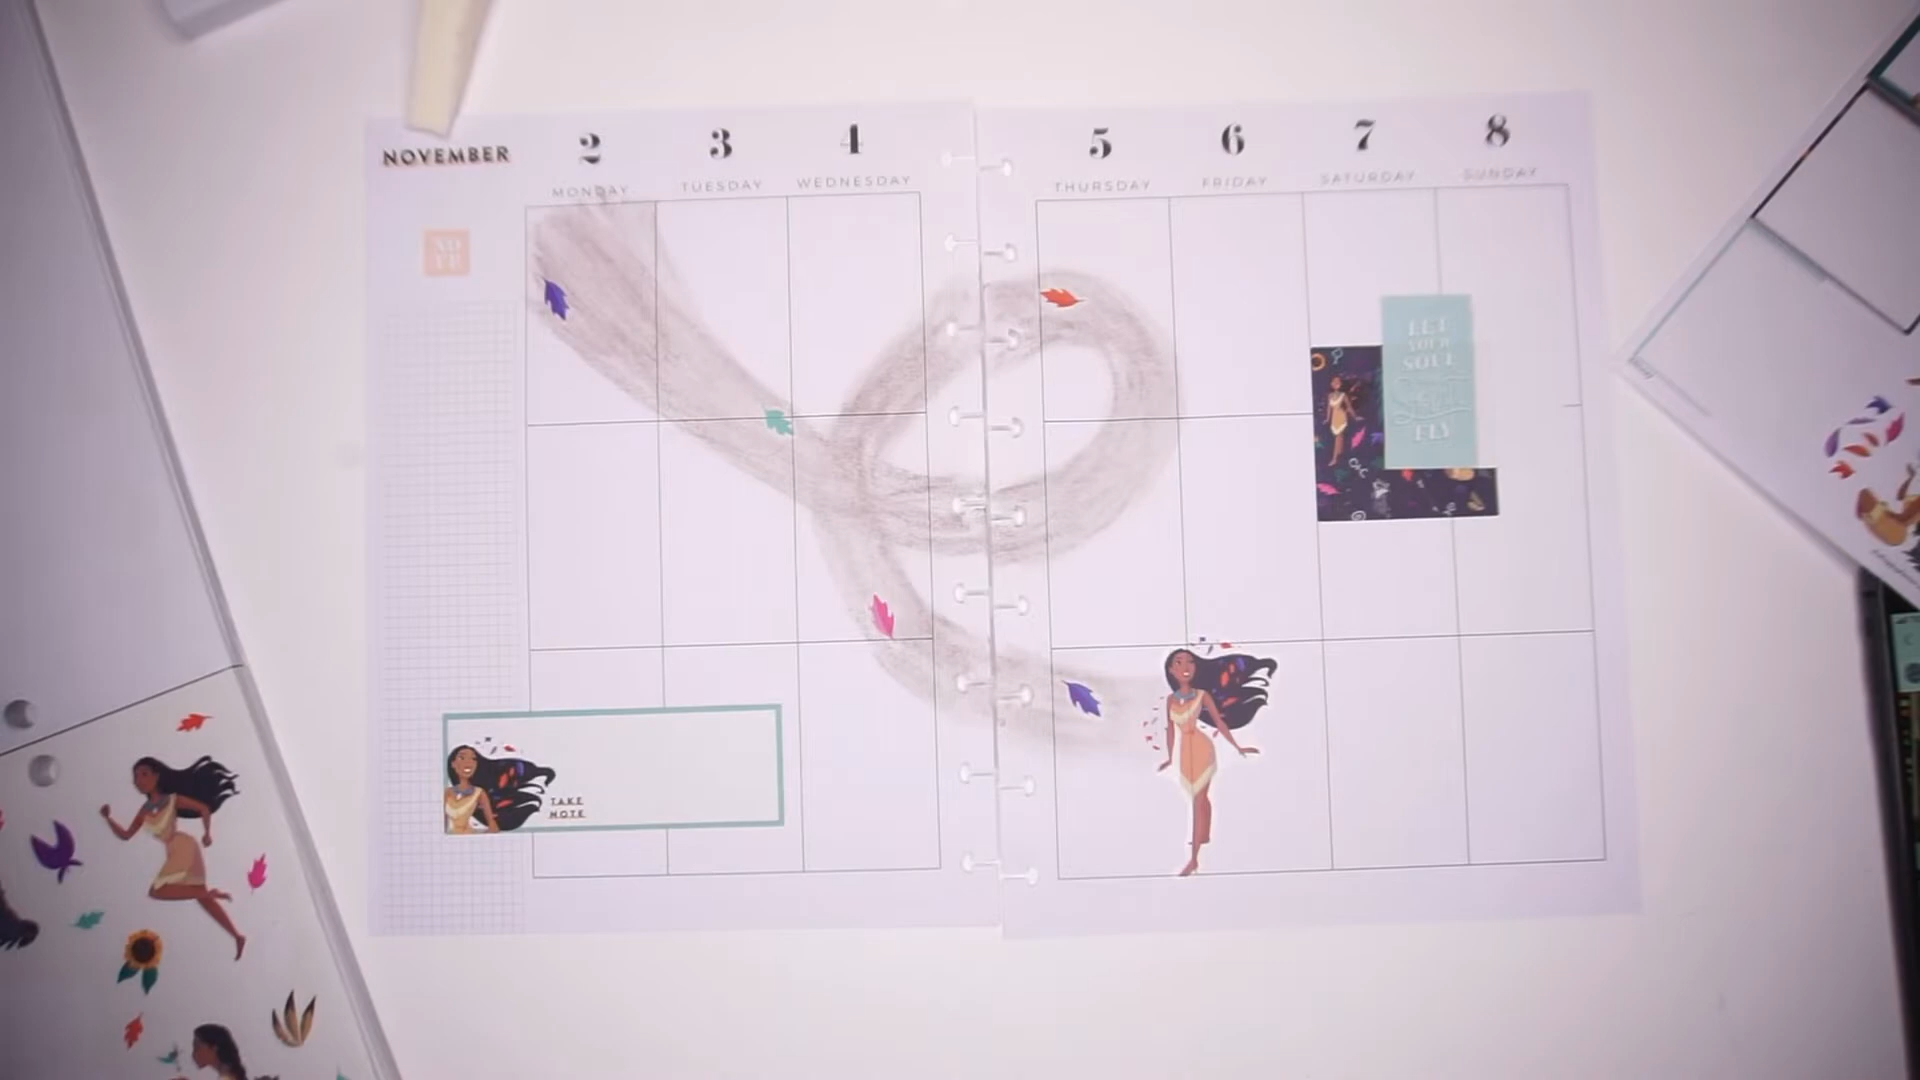 NOVEMBER
2
3
4
5
6
7
8
MONDAY
TUESDAY
WEDNESDAY
THURSDAY
FRIDAY
SATURDAY
SUNDAY
LET
YOUR
SOUL
FLY
TAKE
NOTE